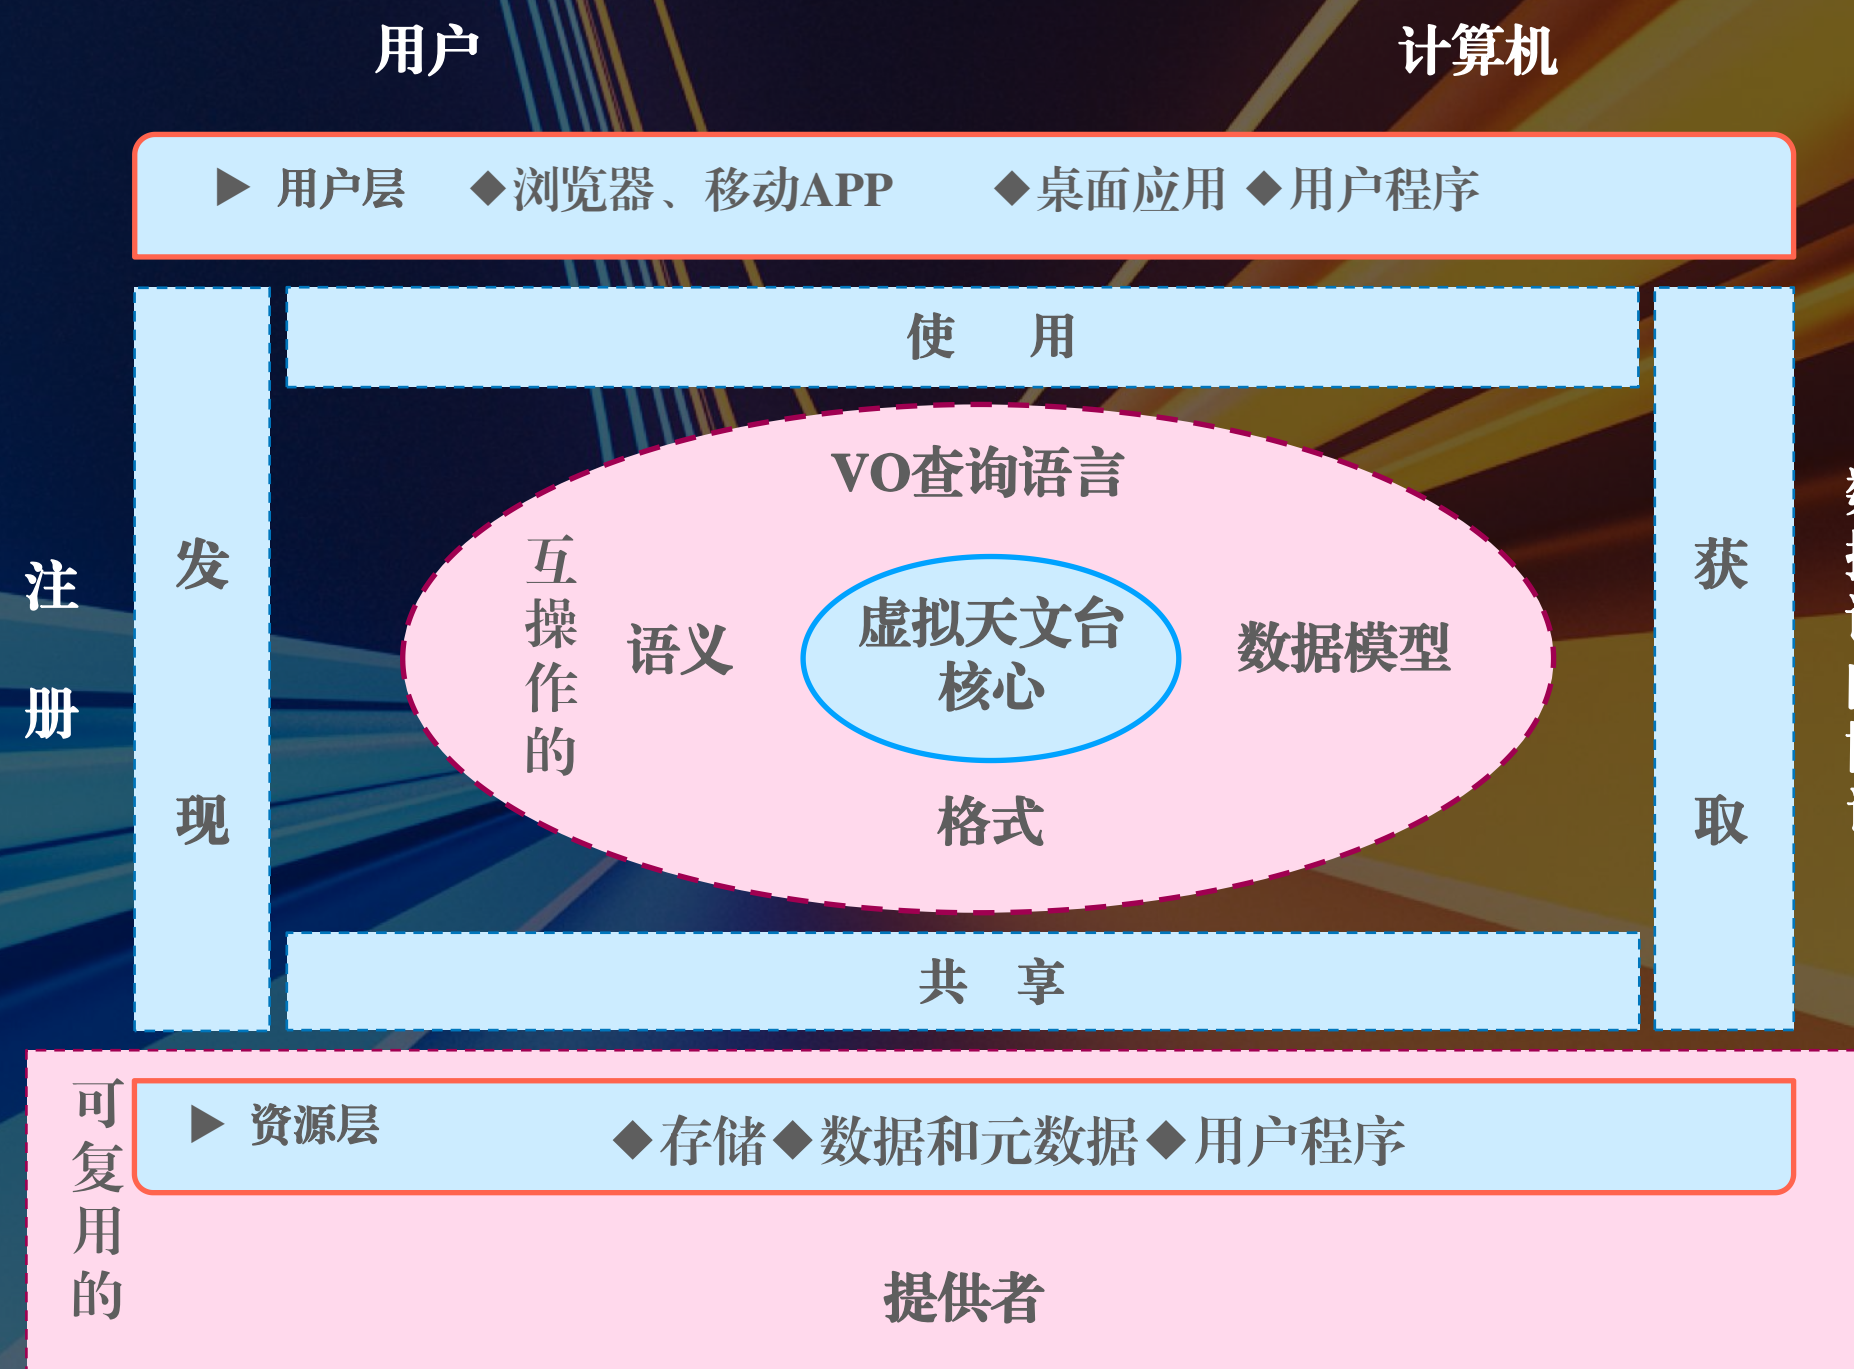 用户
计算机
▶ 用户层 ◆浏览器、移动APP ◆桌面应用 ◆用户程序
使 用
注册
发现
VO查询语言
互操作的
语义
虚拟天文台
核心
数据模型
格式
获取
共 享
可复用的
▶ 资源层 ◆存储◆数据和元数据◆用户程序
提供者